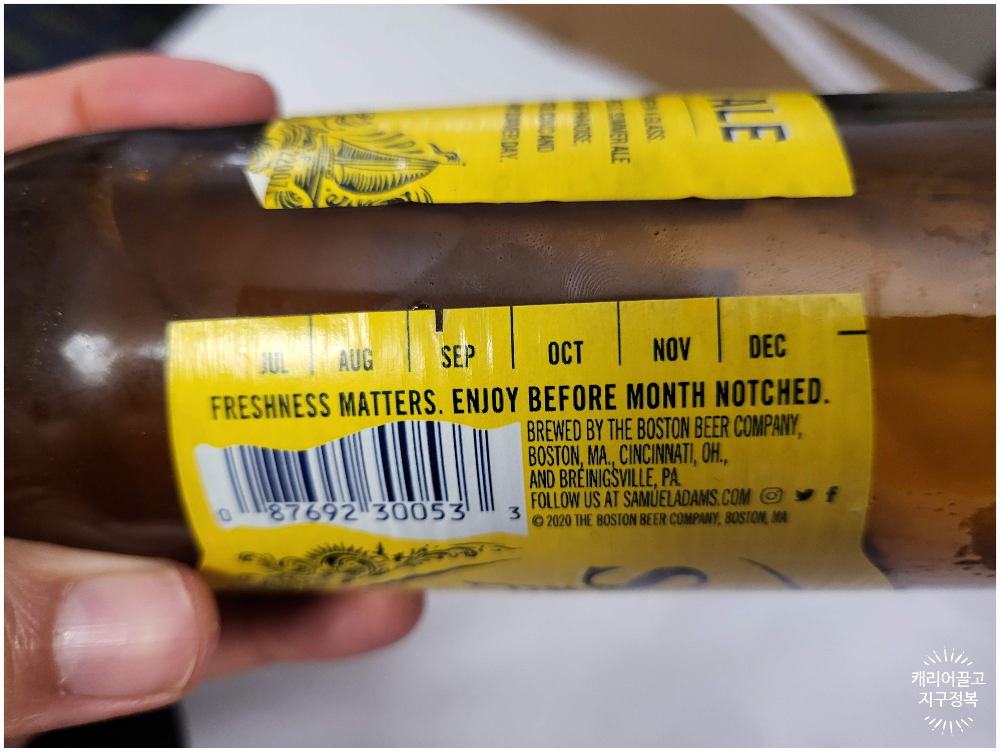 ALE
SUMMER ALE
JUL AUG SEP OCT NOV DEC
FRESHNESS MATTERS. ENJOY BEFORE MONTH NOTCHED.
BREWED BY THE BOSTON BEER COMPANY,
BOSTON, MA., CINCINNATI, OH.,
AND BREINIGSVILLE, PA.
FOLLOW US AT SAMUELADAMS.COM
© 2020 THE BOSTON BEER COMPANY, BOSTON, MA
0 87692 30053 3
캐리어끌고
지구정복